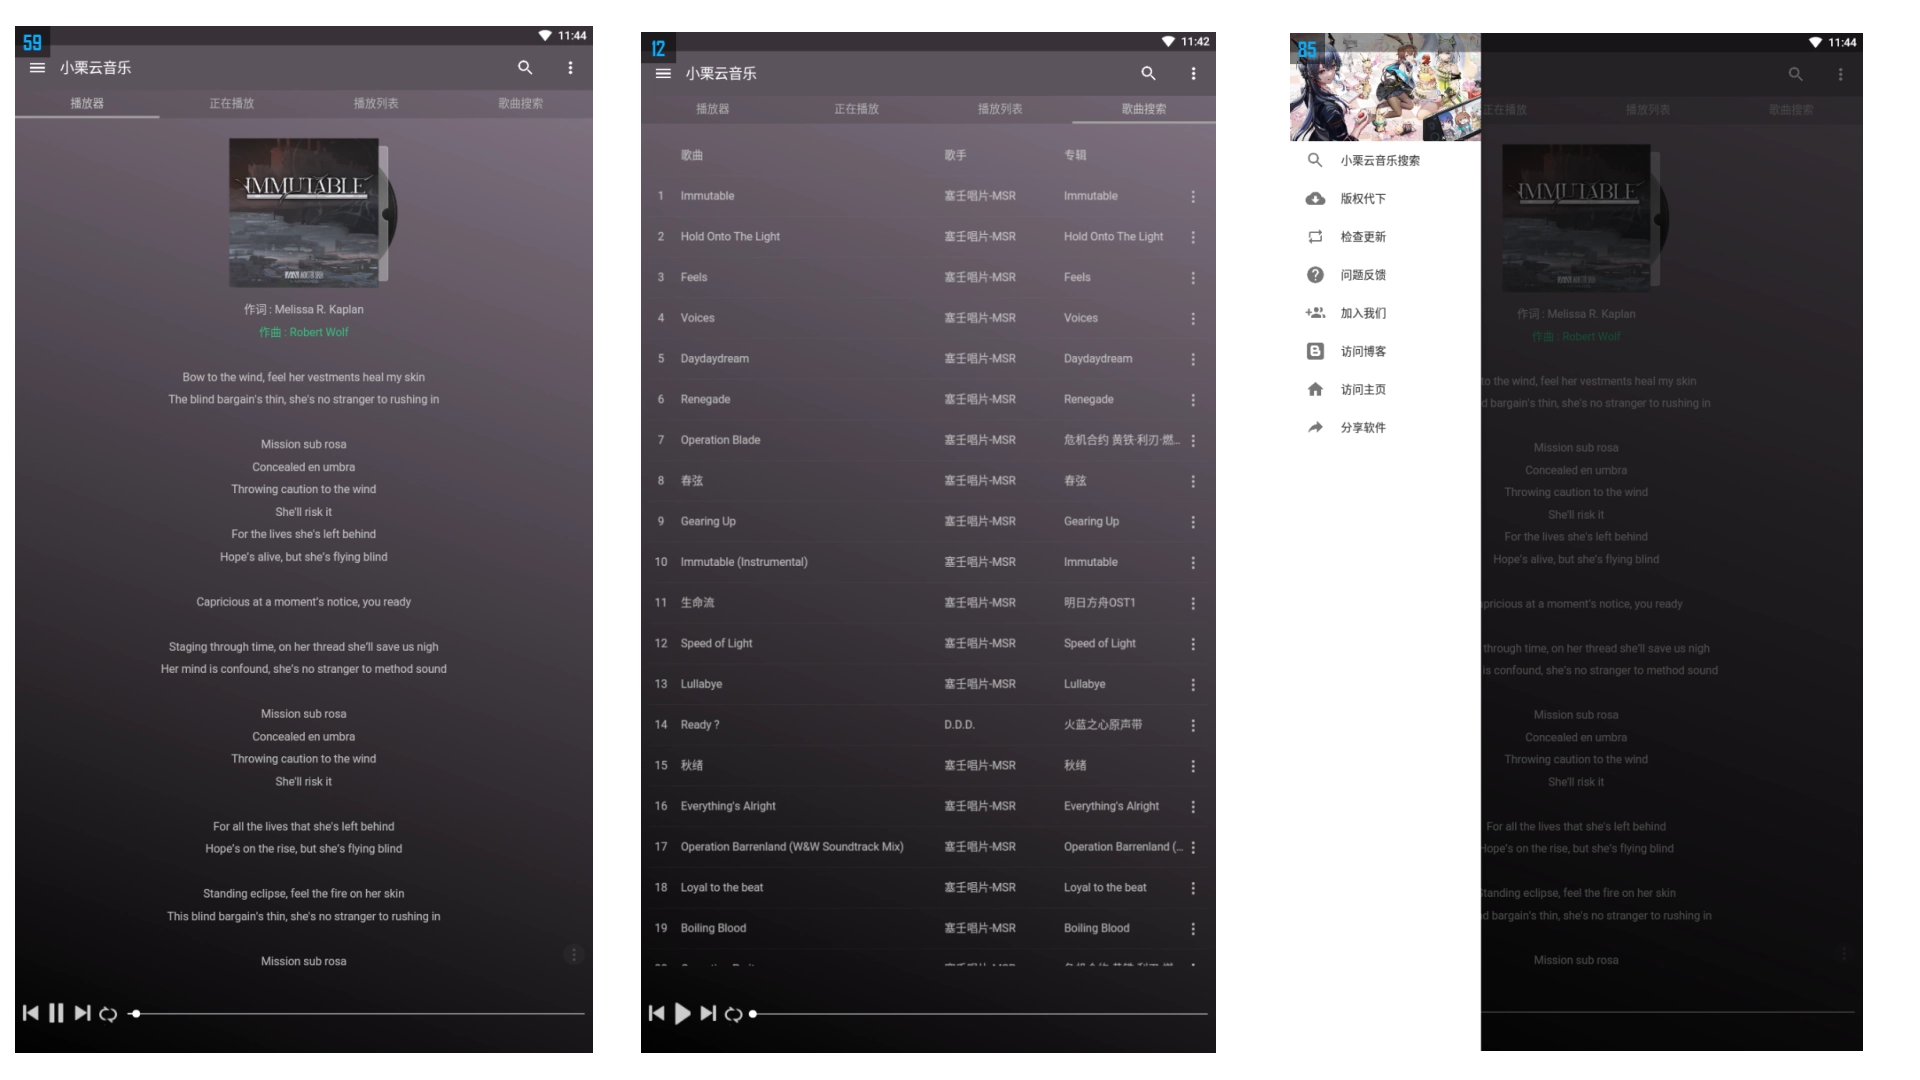 59
11:44
小栗云音乐
播放器 正在播放 播放列表 歌曲搜索
IMMUTABLE
作词 : Melissa R. Kaplan
作曲 : Robert Wolf
Bow to the wind, feel her vestments heal my skin
The blind bargain's thin, she's no stranger to rushing in
Mission sub rosa
Concealed en umbra
Throwing caution to the wind
She'll risk it
For the lives she's left behind
Hope's alive, but she's flying blind
Capricious at a moment's notice, you ready
Staging through time, on her thread she'll save us nigh
Her mind is confound, she's no stranger to method sound
Mission sub rosa
Concealed en umbra
Throwing caution to the wind
She'll risk it
For all the lives that she's left behind
Hope's on the rise, but she's flying blind
Standing eclipse, feel the fire on her skin
This blind bargain's thin, she's no stranger to rushing in
Mission sub rosa
12
11:42
小栗云音乐
播放器 正在播放 播放列表 歌曲搜索
歌曲 歌手 专辑
1 Immutable 塞壬唱片-MSR Immutable
2 Hold Onto The Light 塞壬唱片-MSR Hold Onto The Light
3 Feels 塞壬唱片-MSR Feels
4 Voices 塞壬唱片-MSR Voices
5 Daydaydream 塞壬唱片-MSR Daydaydream
6 Renegade 塞壬唱片-MSR Renegade
7 Operation Blade 塞壬唱片-MSR 危机合约 黄铁·利刃·燃...
8 春弦 塞壬唱片-MSR 春弦
9 Gearing Up 塞壬唱片-MSR Gearing Up
10 Immutable (Instrumental) 塞壬唱片-MSR Immutable
11 生命流 塞壬唱片-MSR 明日方舟OST1
12 Speed of Light 塞壬唱片-MSR Speed of Light
13 Lullabye 塞壬唱片-MSR Lullabye
14 Ready ? D.D.D. 火蓝之心原声带
15 秋绪 塞壬唱片-MSR 秋绪
16 Everything's Alright 塞壬唱片-MSR Everything's Alright
17 Operation Barrenland (W&W Soundtrack Mix) 塞壬唱片-MSR Operation Barrenland (...
18 Loyal to the beat 塞壬唱片-MSR Loyal to the beat
19 Boiling Blood 塞壬唱片-MSR Boiling Blood
85
11:44
正在播放 播放列表 歌曲搜索
小栗云音乐搜索
版权代下
检查更新
问题反馈
加入我们
访问博客
访问主页
分享软件
IMMUTABLE
作词 : Melissa R. Kaplan
作曲 : Robert Wolf
to the wind, feel her vestments heal my skin
d bargain's thin, she's no stranger to rushing in
Mission sub rosa
Concealed en umbra
Throwing caution to the wind
She'll risk it
For the lives she's left behind
Hope's alive, but she's flying blind
pricious at a moment's notice, you ready
through time, on her thread she'll save us nigh
is confound, she's no stranger to method sound
Mission sub rosa
Concealed en umbra
Throwing caution to the wind
She'll risk it
For all the lives that she's left behind
Hope's on the rise, but she's flying blind
Standing eclipse, feel the fire on her skin
d bargain's thin, she's no stranger to rushing in
Mission sub rosa